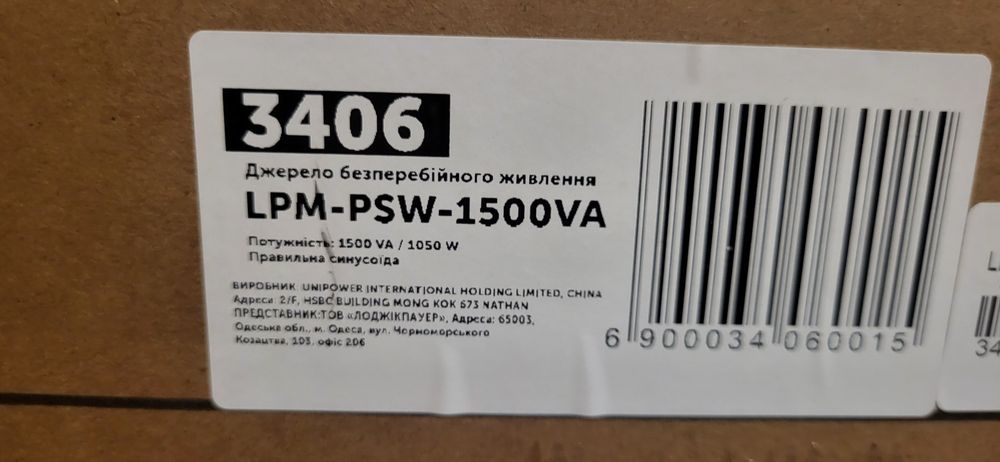 3406
Джерело безперебійного живлення
LPM-PSW-1500VA
Потужність: 1500 VA / 1050 W
Правильна синусоїда
ВИРОБНИК: UNIPOWER INTERNATIONAL HOLDING LIMITED, CHINA
Адреса: 2/F, HSBC BUILDING MONG KOK 673 NATHAN
ПРЕДСТАВНИК:ТОВ «ЛОДЖІКПАУЕР», Адреса: 65003,
Одеська обл., м. Одеса, вул. Чорноморського
Козацтва, 103, офіс 206
6 900034 060015
L
34